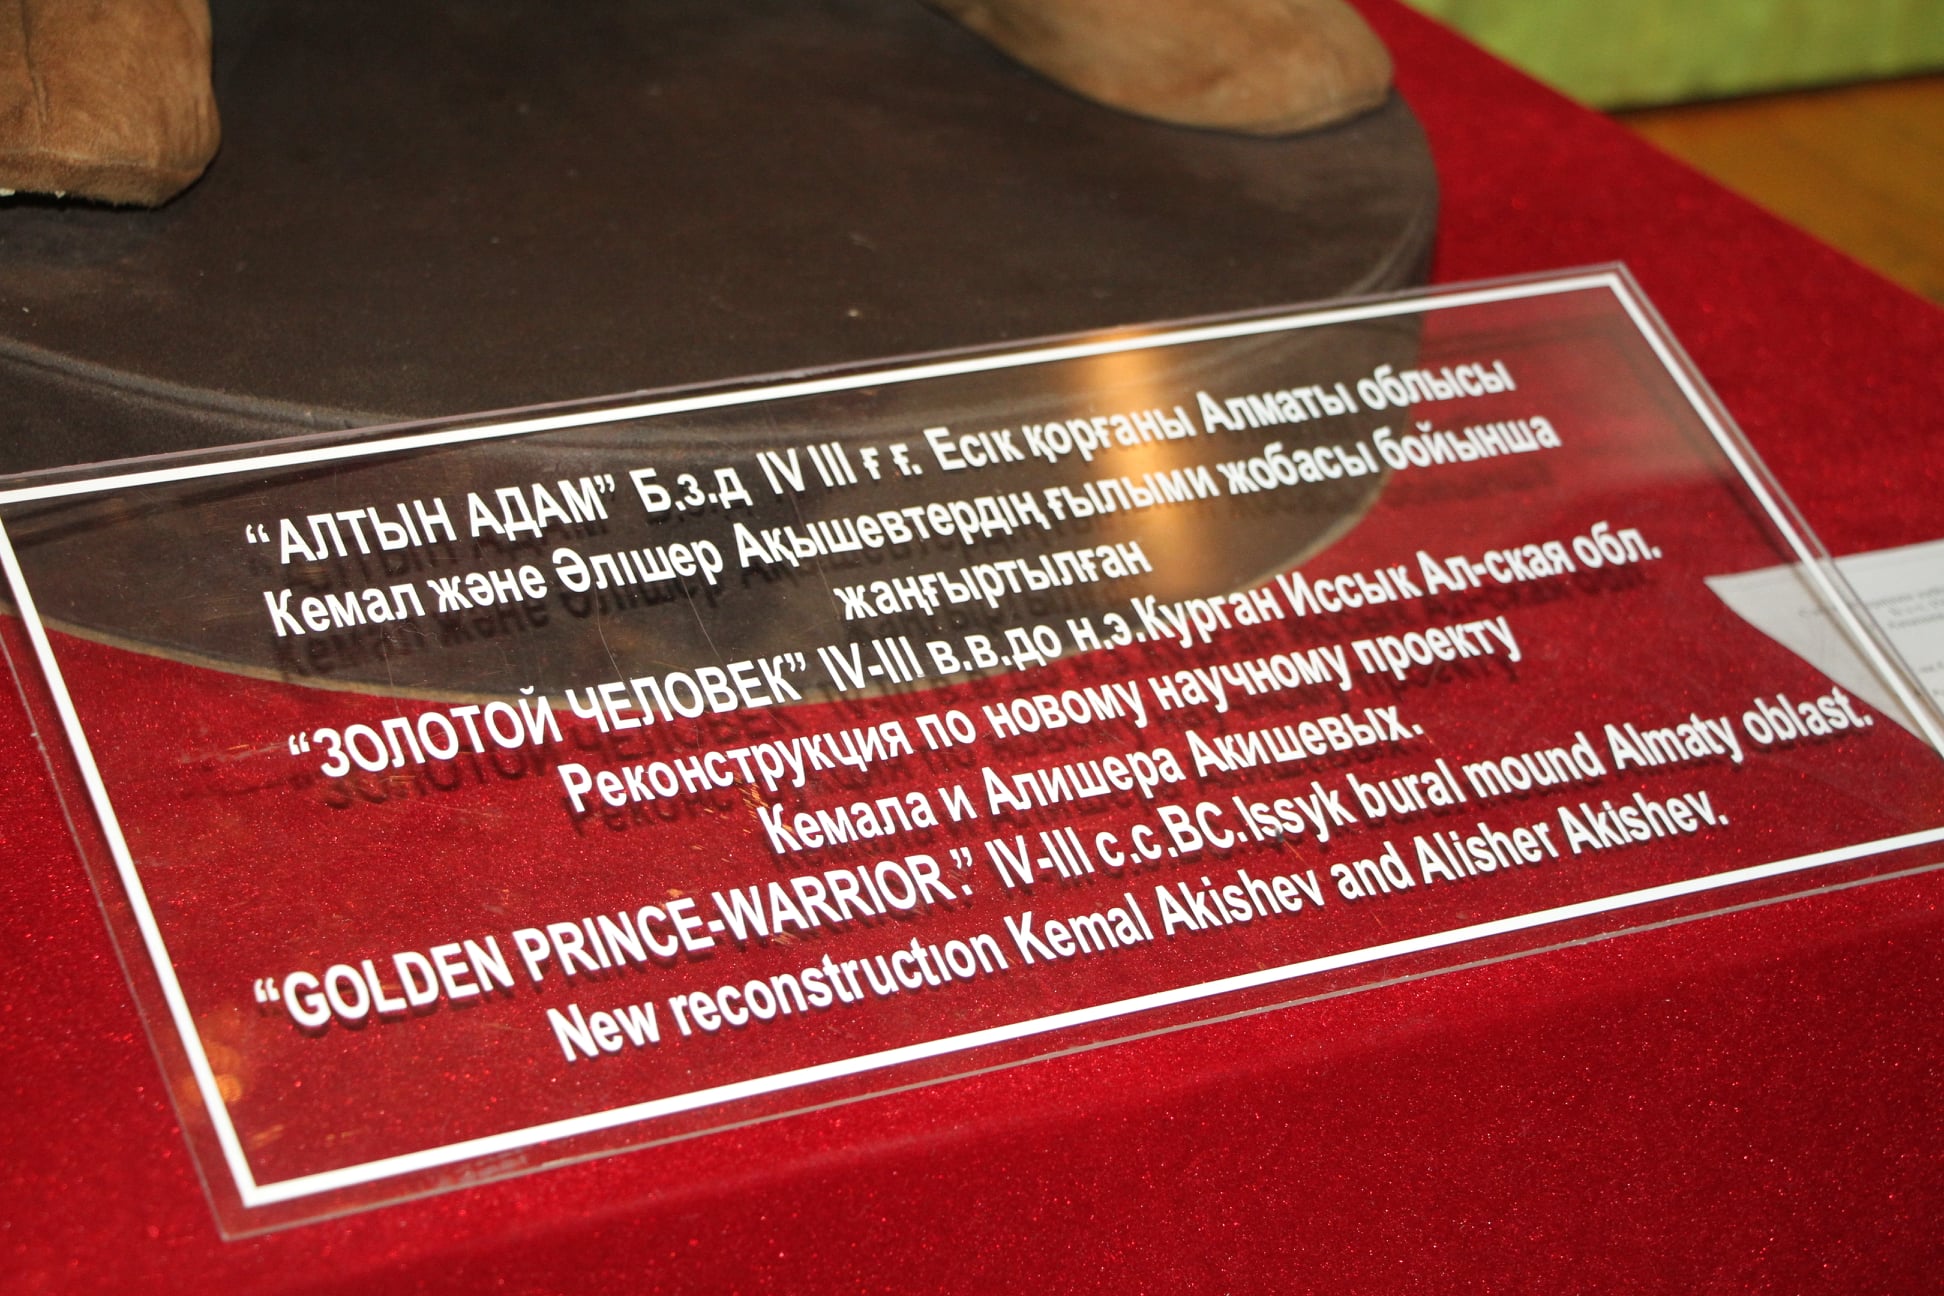 “АЛТЫН АДАМ” Б.з.д IV III ғ ғ. Есік қорғаны Алматы облысы
Кемал және Әлішер Ақышевтердің ғылыми жобасы бойынша
жаңғыртылған
“ЗОЛОТОЙ ЧЕЛОВЕК” IV-III в.в.до н.э.Курган Иссык Ал-ская обл.
Реконструкция по новому научному проекту
Кемала и Алишера Акишевых.
“GOLDEN PRINCE-WARRIOR.” IV-III c.c.BC.Issyk bural mound Almaty oblast.
New reconstruction Kemal Akishev and Alisher Akishev.